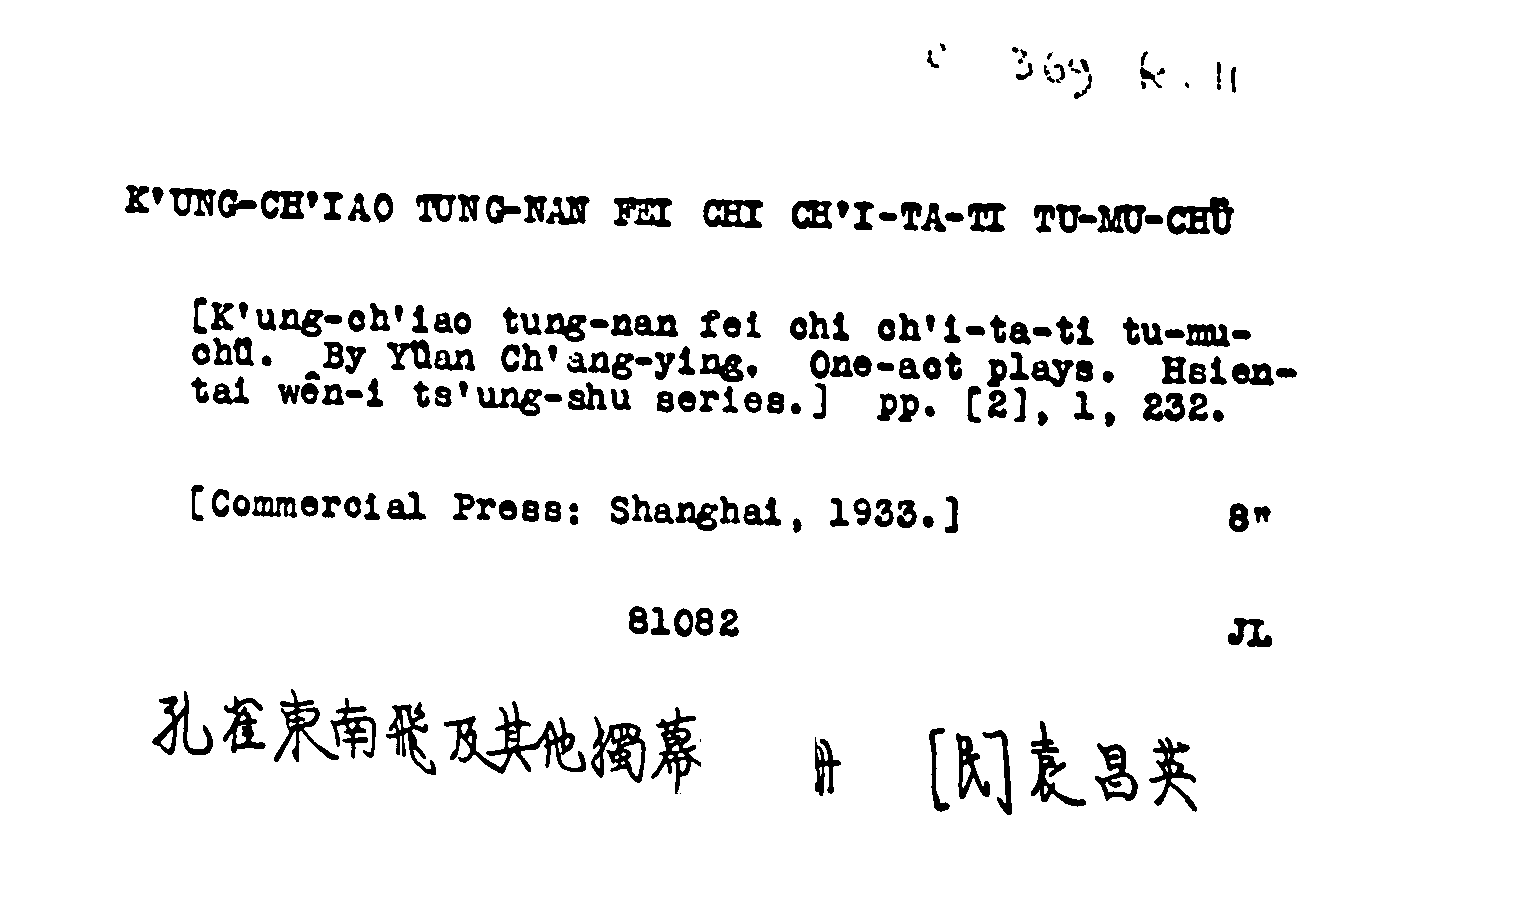 369 k. 11
K'UNG-CH'IAO TUNG-NAN FEI CHI CH'I-TA-TI TU-MU-CHÜ
[K'ung-ch'iao tung-nan fei chi ch'i-ta-ti tu-mu-
chü. By Yüan Ch'ang-ying. One-act plays. Hsien-
tai wên-i ts'ung-shu series.] pp. [2], 1, 232.
[Commercial Press: Shanghai, 1933.] 8"
81082 JL
孔雀東南飛及其他獨幕 [民]袁昌英